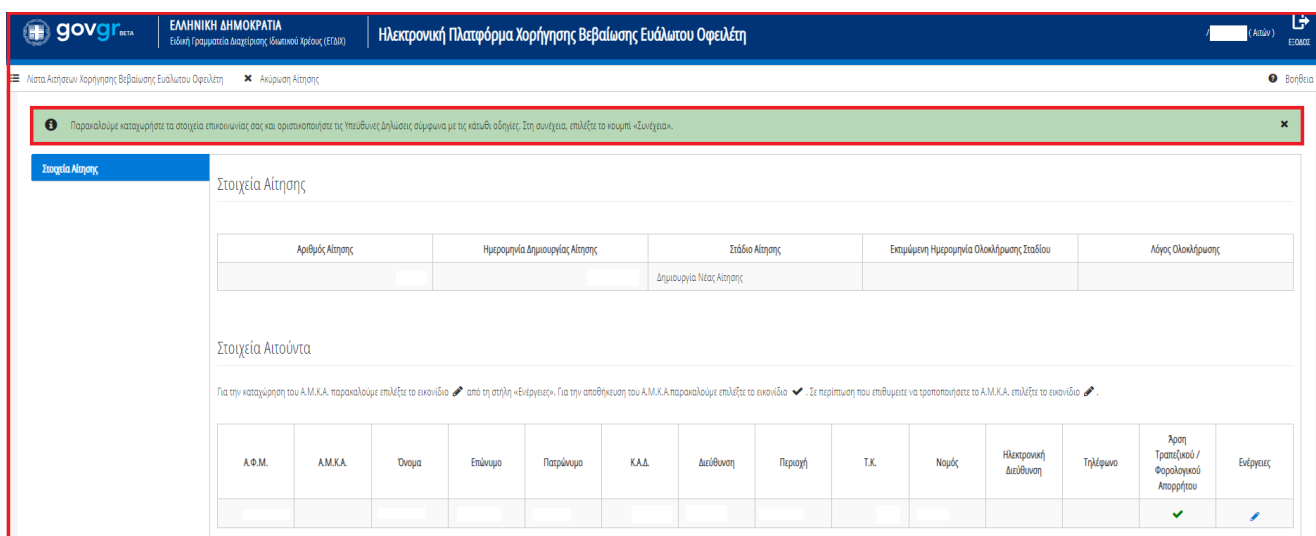 govgr BETA
ΕΛΛΗΝΙΚΗ ΔΗΜΟΚΡΑΤΙΑ
Ειδική Γραμματεία Διαχείρισης Ιδιωτικού Χρέους (ΕΓΔΙΧ)
Ηλεκτρονική Πλατφόρμα Χορήγησης Βεβαίωσης Ευάλωτου Οφειλέτη
/ ( Αιτών )
ΕΞΟΔΟΣ
Λίστα Αιτήσεων Χορήγησης Βεβαίωσης Ευάλωτου Οφειλέτη Ακύρωση Αίτησης Βοήθεια
Παρακαλούμε καταχωρήστε τα στοιχεία επικοινωνίας σας και οριστικοποιήστε τις Υπεύθυνες Δηλώσεις σύμφωνα με τις κάτωθι οδηγίες. Στη συνέχεια, επιλέξτε το κουμπί «Συνέχεια».
Στοιχεία Αίτησης
Στοιχεία Αίτησης
Αριθμός Αίτησης Ημερομηνία Δημιουργίας Αίτησης Στάδιο Αίτησης Εκτιμώμενη Ημερομηνία Ολοκλήρωσης Σταδίου Λόγος Ολοκλήρωσης
Δημιουργία Νέας Αίτησης
Στοιχεία Αιτούντα
Για την καταχώρηση του Α.Μ.Κ.Α. παρακαλούμε επιλέξτε το εικονίδιο από τη στήλη «Ενέργειες». Για την αποθήκευση του Α.Μ.Κ.Α.παρακαλούμε επιλέξτε το εικονίδιο . Σε περίπτωση που επιθυμειτε να τροποποιήσετε το Α.Μ.Κ.Α. επιλέξτε το εικονίδιο .
Α.Φ.Μ. Α.Μ.Κ.Α. Όνομα Επώνυμο Πατρώνυμο Κ.Α.Δ. Διεύθυνση Περιοχή Τ.Κ. Νομός
Ηλεκτρονική
Διεύθυνση
Τηλέφωνο
Άρση
Τραπεζικού /
Φορολογικού
Απορρήτου
Ενέργειες